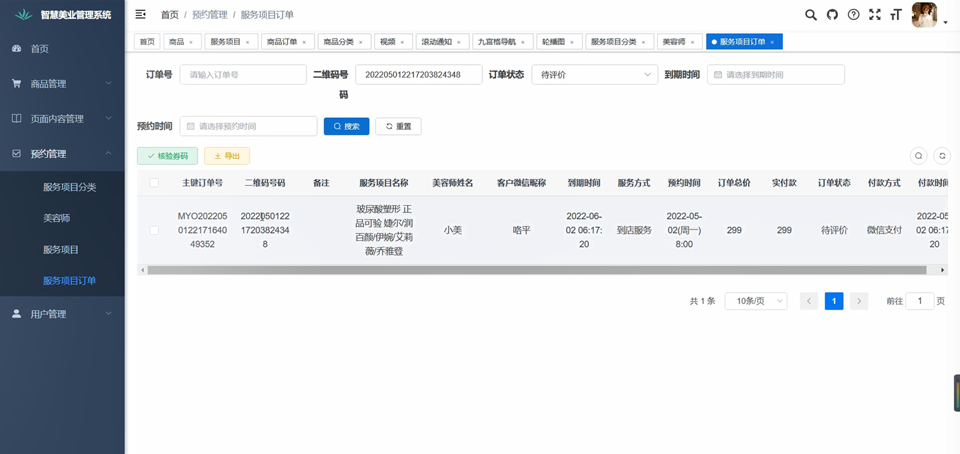 智慧美业管理系统
首页 / 预约管理 / 服务项目订单
首页
商品管理
页面内容管理
预约管理
服务项目分类
美容师
服务项目
服务项目订单
用户管理
首页 商品 × 服务项目 × 商品订单 × 商品分类 × 视频 × 滚动通知 × 九宫格导航 × 轮播图 × 服务项目分类 × 美容师 × 服务项目订单 ×
订单号 请输入订单号 二维码号码 202205012217203824348 订单状态 待评价 到期时间 请选择到期时间
预约时间 请选择预约时间 搜索 重置
核验券码 导出
主键订单号 二维码号码 备注 服务项目名称 美容师姓名 客户微信昵称 到期时间 服务方式 预约时间 订单总价 实付款 订单状态 付款方式 付款时间
MYO20220501221716404 9352 202205012217203824348 玻尿酸塑形 正品可验 婕尔/润百颜/伊婉/艾莉薇/乔雅登 小美 咯平 2022-06-02 06:17:20 到店服务 2022-05-02(周一) 8:00 299 299 待评价 微信支付 2022-05-02 06:17:20
共 1 条 10条/页 1 前往 1 页